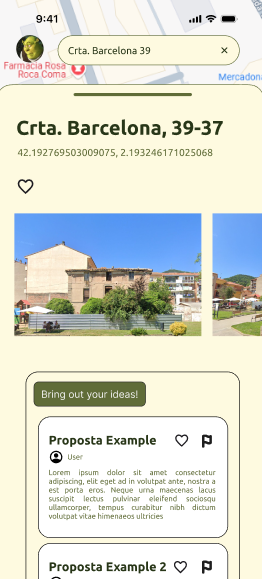 9:41
Crta. Barcelona 39
Farmacia Rosa
Roca Coma
Mercadon
Crta. Barcelona, 39-37
42.192769503009075, 2.193246171025068
Bring out your ideas!
Proposta Example
User
Lorem ipsum dolor sit amet consectetur
adipiscing, elit eget ad in volutpat ante, nostra a
est porta eros. Neque urna maecenas lacus
suscipit lectus pulvinar eleifend sociosqu
ullamcorper, tempus curabitur nibh dictum
volutpat vitae himenaeos ultricies
Proposta Example 2